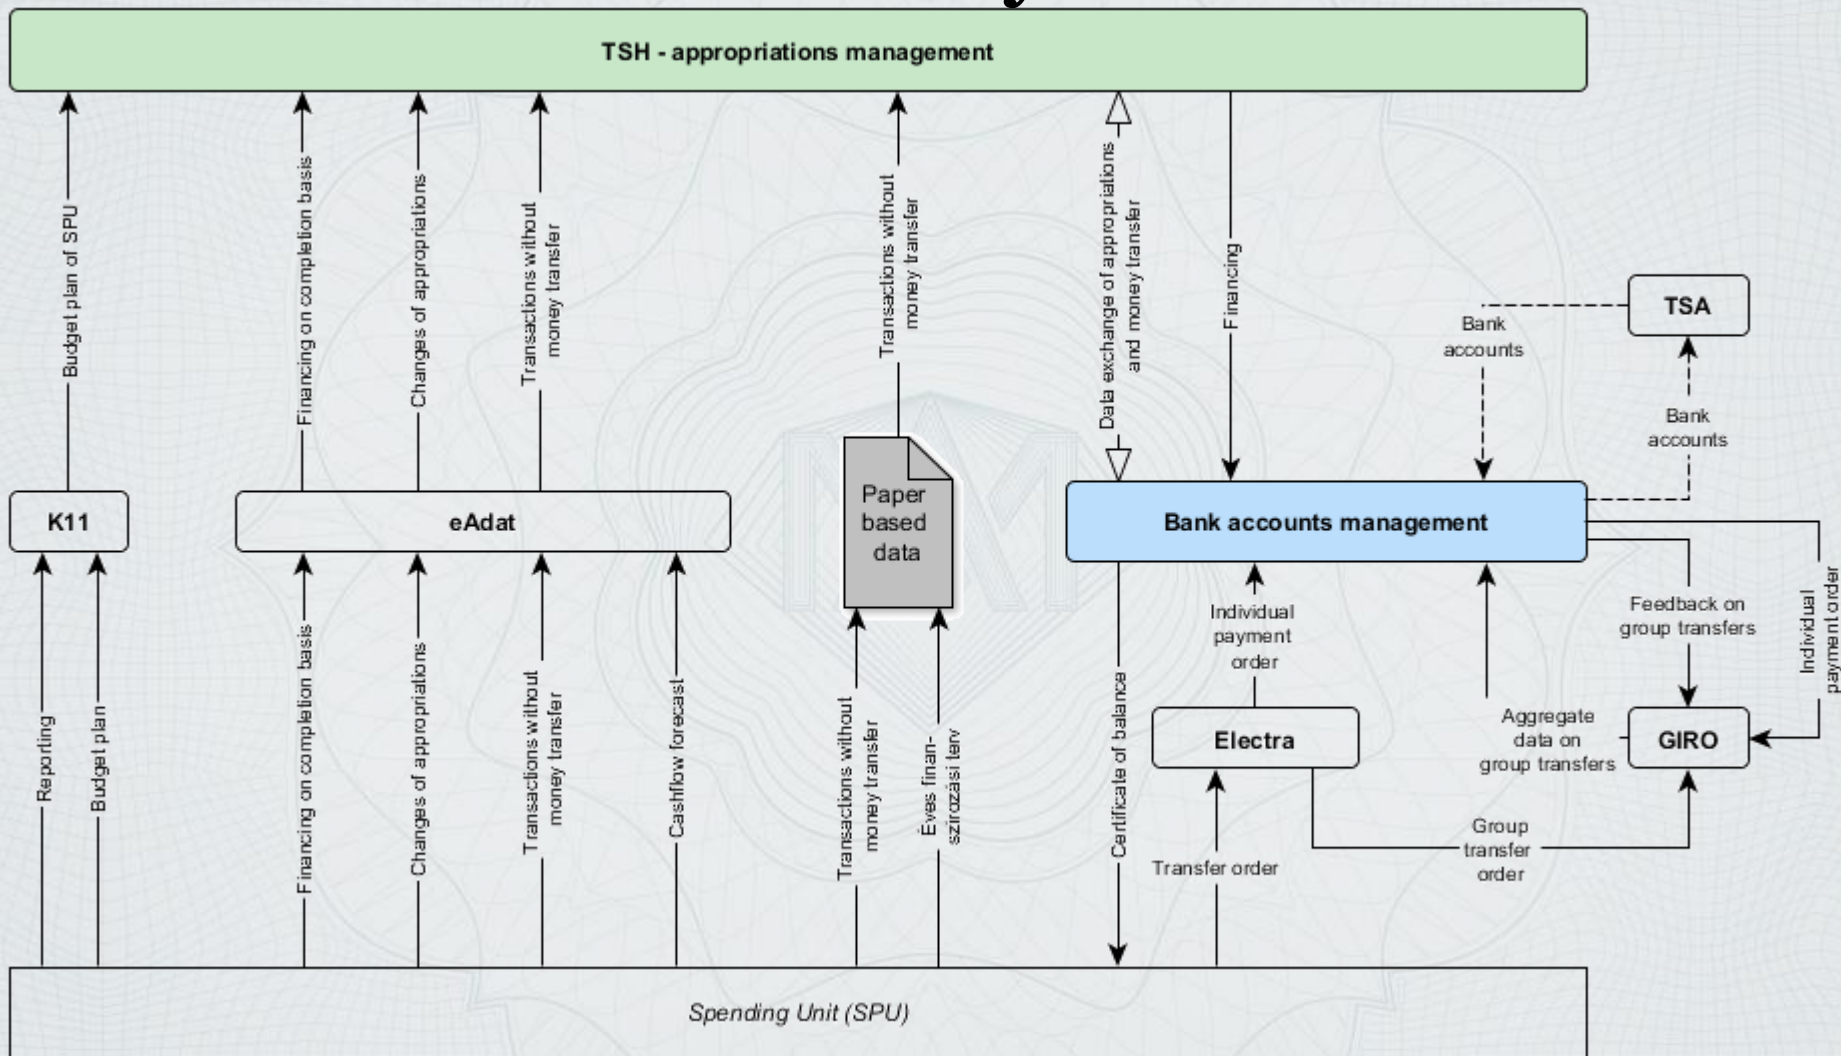 TSH - appropriations management
Budget plan of SPU
Financing on completion basis
Changes of appropriations
Transactions without
money transfer
Transactions without
money transfer
Data exchange of appropriations
and money transfer
Financing
TSA
Bank
accounts
Bank
accounts
K11
eAdat
Paper
based
data
Bank accounts management
Reporting
Budget plan
Financing on completion basis
Changes of appropriations
Transactions without
money transfer
Cashflow forecast
Transactions without
money transfer
Éves finan-
szírozási terv
Certificate of balance
Individual
payment
order
Feedback on
group transfers
Individual
payment order
Electra
Aggregate
data on
group transfers
GIRO
Transfer order
Group
transfer
order
Spending Unit (SPU)